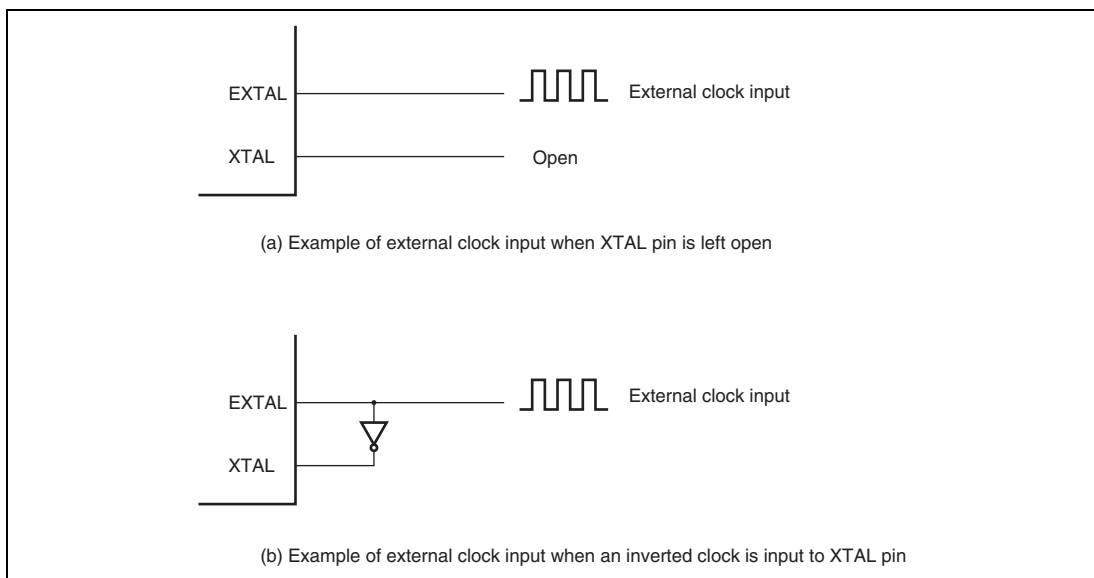 EXTAL
External clock input
XTAL
Open
(a) Example of external clock input when XTAL pin is left open
EXTAL
External clock input
XTAL
(b) Example of external clock input when an inverted clock is input to XTAL pin